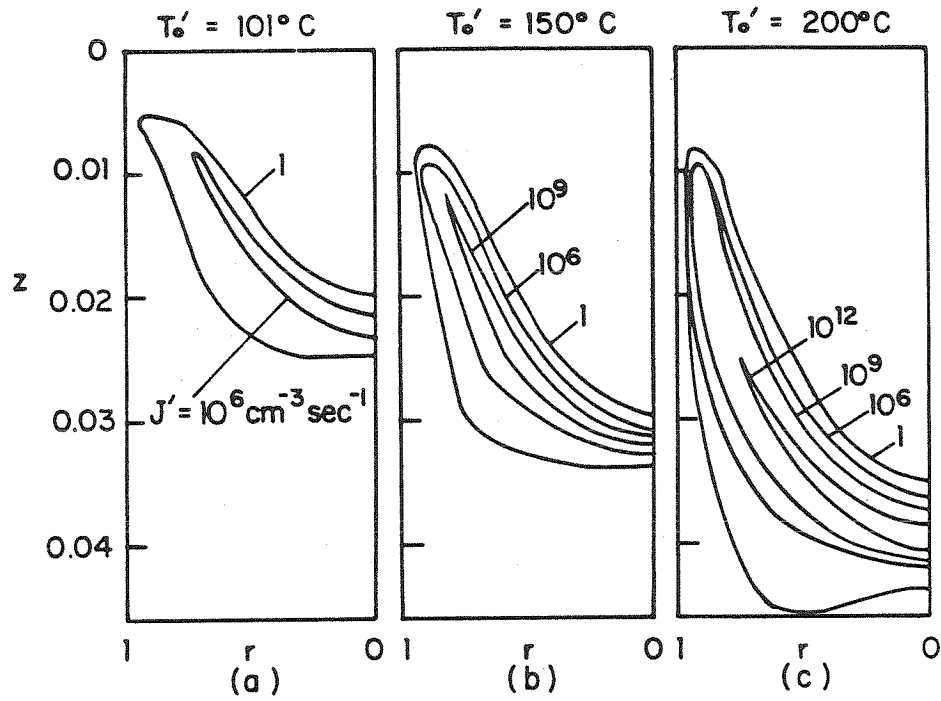 T₀' = 101°C
T₀' = 150°C
T₀' = 200°C
0
0.01
z
0.02
0.03
0.04
1
J' = 10⁶ cm⁻³ sec⁻¹
10⁹
10⁶
1
10¹²
10⁹
10⁶
1
1 r 0
1 r 0
1 r 0
(a)
(b)
(c)